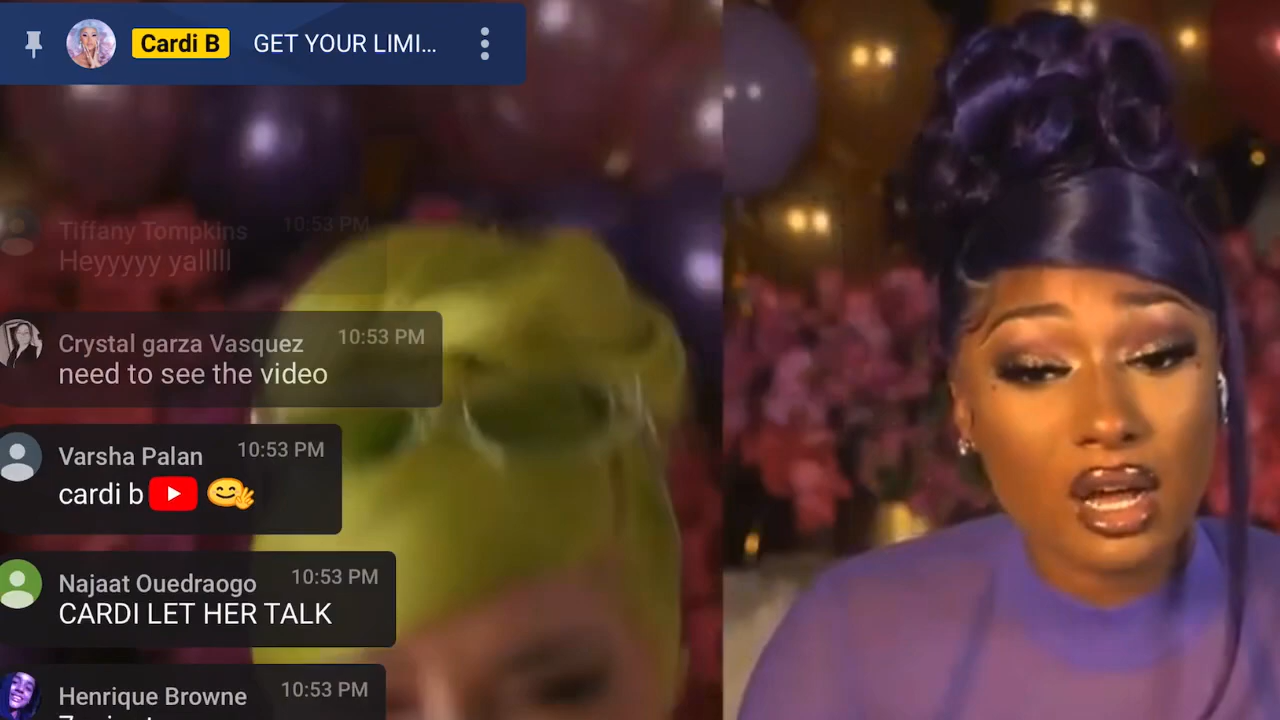 Cardi B GET YOUR LIMI...
Tiffany Tompkins 10:53 PM
Heyyyyy yalllll
Crystal garza Vasquez 10:53 PM
need to see the video
Varsha Palan 10:53 PM
cardi b
Najaat Ouedraogo 10:53 PM
CARDI LET HER TALK
Henrique Browne 10:53 PM